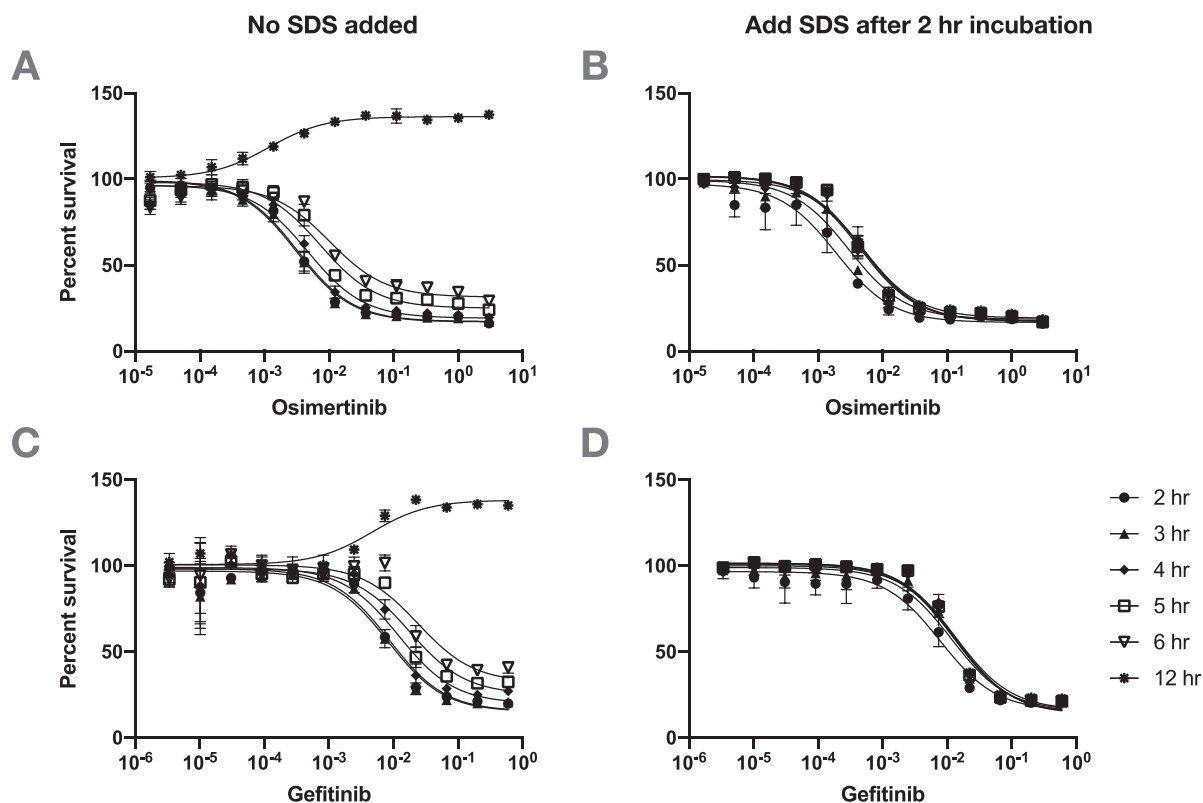 No SDS added
Add SDS after 2 hr incubation
A
B
150
100
50
0
Percent survival
10-5 10-4 10-3 10-2 10-1 100 101
Osimertinib
150
100
50
0
10-5 10-4 10-3 10-2 10-1 100 101
Osimertinib
C
D
150
100
50
0
Percent survival
10-6 10-5 10-4 10-3 10-2 10-1 100
Gefitinib
150
100
50
0
10-6 10-5 10-4 10-3 10-2 10-1 100
Gefitinib
2 hr
3 hr
4 hr
5 hr
6 hr
12 hr